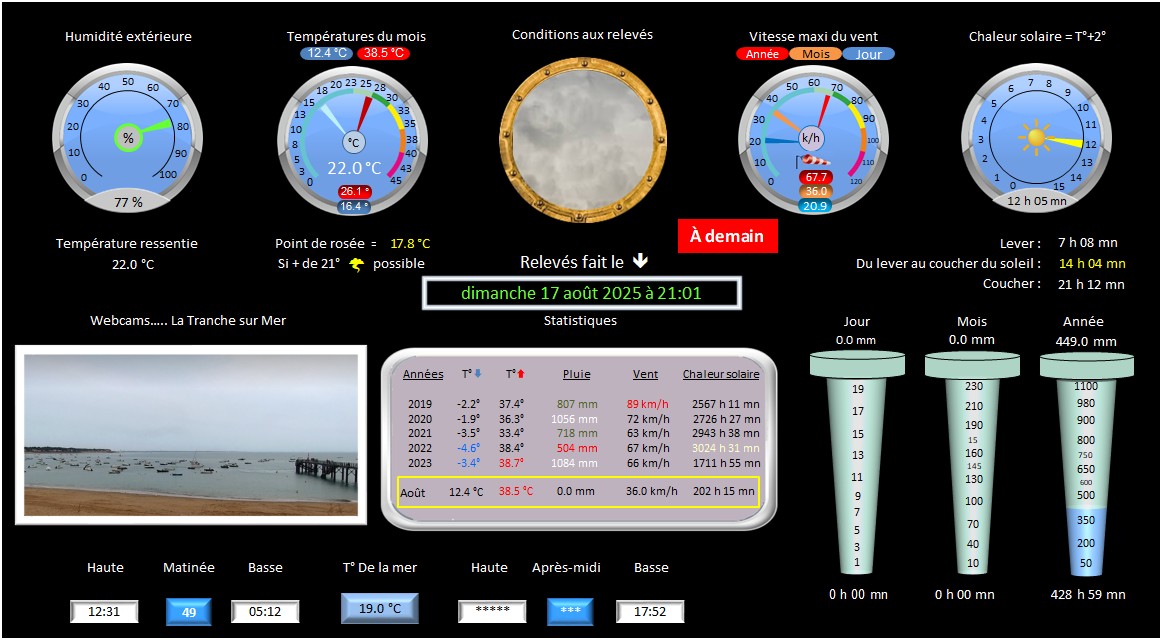 Humidité extérieure
Températures du mois
Conditions aux relevés
Vitesse maxi du vent
Chaleur solaire = T°+2°
12.4 °C 38.5 °C
Année Mois Jour
0 10 20 30 40 50 60 70 80 90 100
%
77 %
0 3 5 8 10 13 15 18 20 23 25 28 30 33 35 38 40 43 45
°C
22.0 °C
26.1 °
16.4 °
0 10 20 30 40 50 60 70 80 90 100 110 120
k/h
67.7
36.0
20.9
0 1 2 3 4 5 6 7 8 9 10 11 12 13 14 15
12 h 05 mn
Température ressentie
22.0 °C
Point de rosée = 17.8 °C
Si + de 21° possible
À demain
Relevés fait le
dimanche 17 août 2025 à 21:01
Lever : 7 h 08 mn
Du lever au coucher du soleil : 14 h 04 mn
Coucher : 21 h 12 mn
Webcams..... La Tranche sur Mer
Statistiques
Années T° T° Pluie Vent Chaleur solaire
2019 -2.2° 37.4° 807 mm 89 km/h 2567 h 11 mn
2020 -1.9° 36.3° 1056 mm 72 km/h 2726 h 27 mn
2021 -3.5° 33.4° 718 mm 63 km/h 2943 h 38 mn
2022 -4.6° 38.4° 504 mm 67 km/h 3024 h 31 mn
2023 -3.4° 38.7° 1084 mm 66 km/h 1711 h 55 mn
Août 12.4 °C 38.5 °C 0.0 mm 36.0 km/h 202 h 15 mn
Jour Mois Année
0.0 mm 0.0 mm 449.0 mm
19 230 1100
17 210 980
15 190 900
15 800
13 160 750
145 650
11 130 600
9 100 500
7 70 350
5 40 200
3 10 50
1
0 h 00 mn 0 h 00 mn 428 h 59 mn
Haute Matinée Basse T° De la mer Haute Après-midi Basse
12:31 49 05:12 19.0 °C ***** *** 17:52